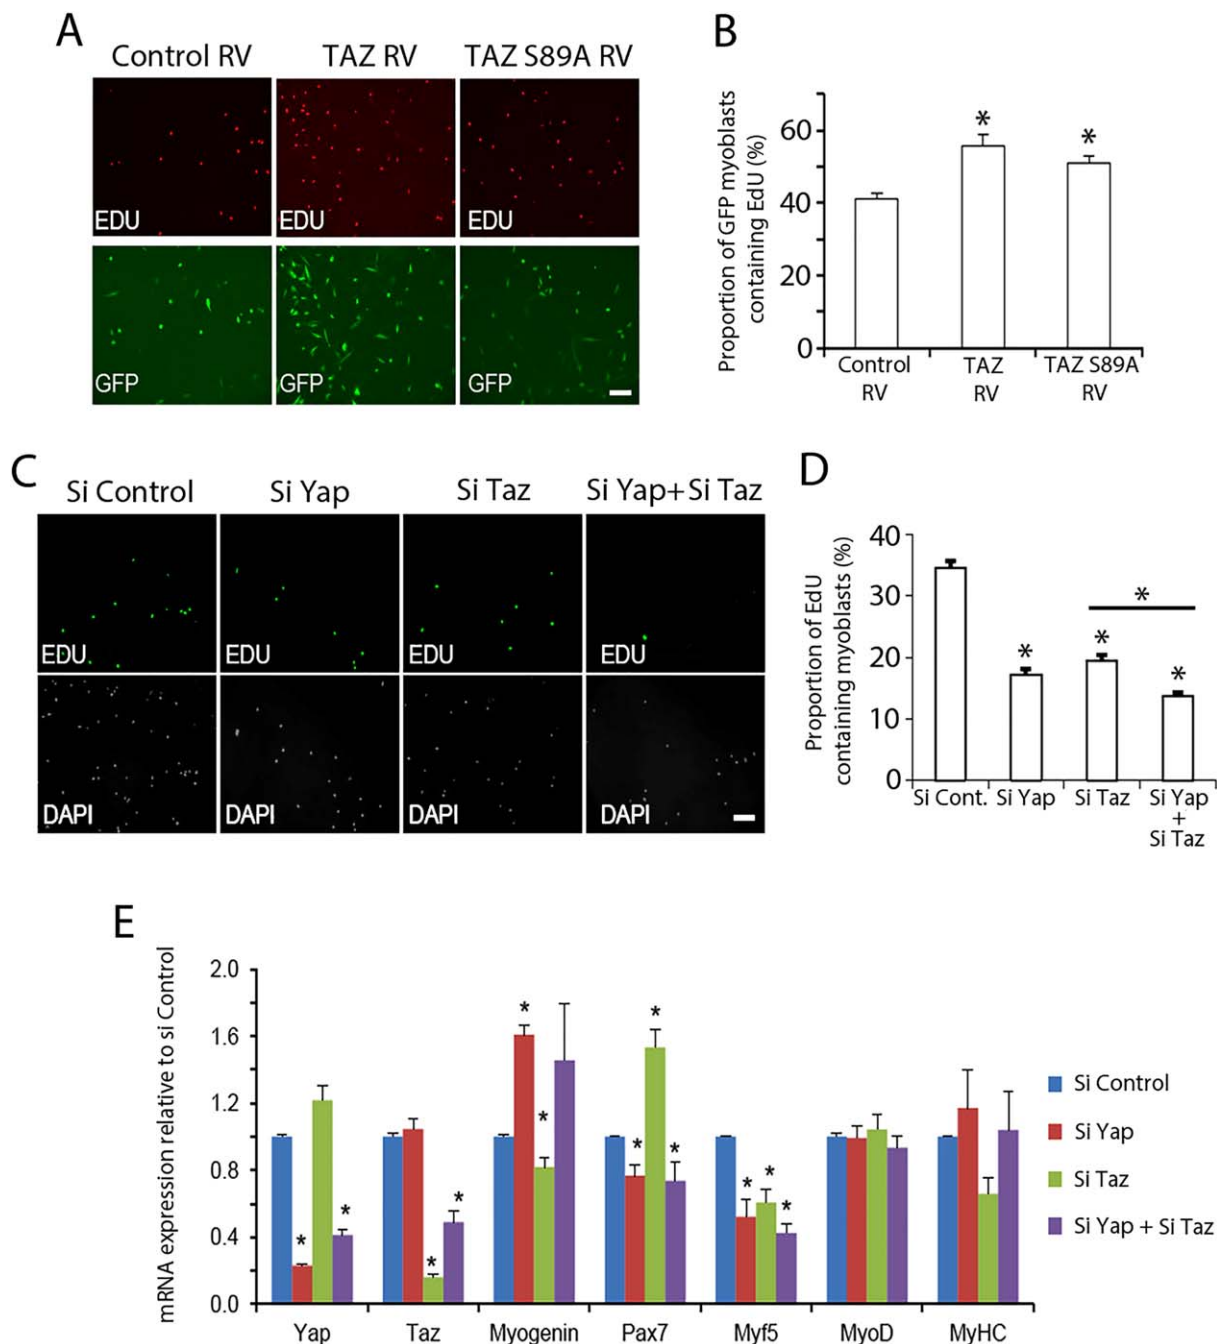 A
Control RV
TAZ RV
TAZ S89A RV
EDU
EDU
EDU
GFP
GFP
GFP
B
Proportion of GFP myoblasts
containing EdU (%)
60
40
20
0
*
*
Control
RV
TAZ
RV
TAZ S89A
RV
C
Si Control
Si Yap
Si Taz
Si Yap+Si Taz
EDU
EDU
EDU
EDU
DAPI
DAPI
DAPI
DAPI
D
Proportion of EdU
containing myoblasts (%)
40
30
20
10
0
*
*
*
*
Si Cont.
Si Yap
Si Taz
Si Yap
+
Si Taz
E
mRNA expression relative to si Control
2.0
1.6
1.2
0.8
0.4
0.0
*
*
*
*
*
*
*
*
*
*
*
*
Yap
Taz
Myogenin
Pax7
Myf5
MyoD
MyHC
Si Control
Si Yap
Si Taz
Si Yap + Si Taz